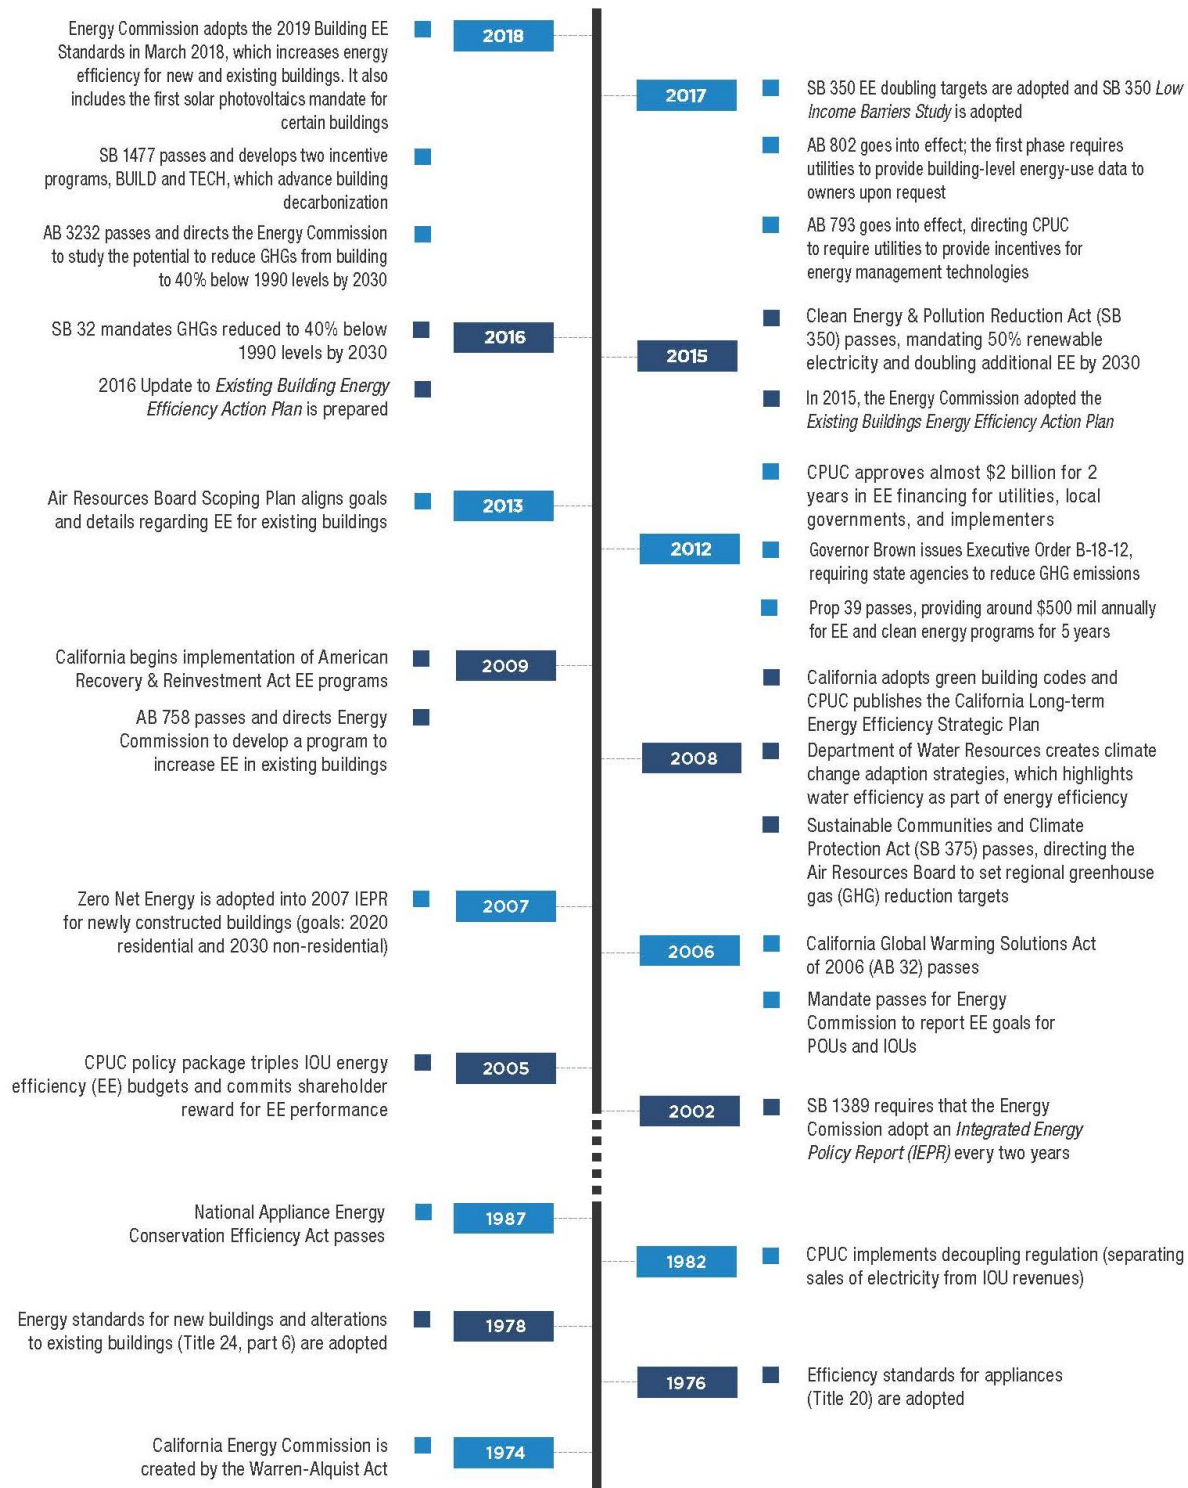 2018
Energy Commission adopts the 2019 Building EE
Standards in March 2018, which increases energy
efficiency for new and existing buildings. It also
includes the first solar photovoltaics mandate for
certain buildings
SB 1477 passes and develops two incentive
programs, BUILD and TECH, which advance building
decarbonization
AB 3232 passes and directs the Energy Commission
to study the potential to reduce GHGs from building
to 40% below 1990 levels by 2030
2017
SB 350 EE doubling targets are adopted and SB 350 Low
Income Barriers Study is adopted
AB 802 goes into effect; the first phase requires
utilities to provide building-level energy-use data to
owners upon request
AB 793 goes into effect, directing CPUC
to require utilities to provide incentives for
energy management technologies
2016
SB 32 mandates GHGs reduced to 40% below
1990 levels by 2030
2016 Update to Existing Building Energy
Efficiency Action Plan is prepared
2015
Clean Energy & Pollution Reduction Act (SB
350) passes, mandating 50% renewable
electricity and doubling additional EE by 2030
In 2015, the Energy Commission adopted the
Existing Buildings Energy Efficiency Action Plan
2013
Air Resources Board Scoping Plan aligns goals
and details regarding EE for existing buildings
2012
CPUC approves almost $2 billion for 2
years in EE financing for utilities, local
governments, and implementers
Governor Brown issues Executive Order B-18-12,
requiring state agencies to reduce GHG emissions
Prop 39 passes, providing around $500 mil annually
for EE and clean energy programs for 5 years
2009
California begins implementation of American
Recovery & Reinvestment Act EE programs
AB 758 passes and directs Energy
Commission to develop a program to
increase EE in existing buildings
2008
California adopts green building codes and
CPUC publishes the California Long-term
Energy Efficiency Strategic Plan
Department of Water Resources creates climate
change adaption strategies, which highlights
water efficiency as part of energy efficiency
Sustainable Communities and Climate
Protection Act (SB 375) passes, directing the
Air Resources Board to set regional greenhouse
gas (GHG) reduction targets
2007
Zero Net Energy is adopted into 2007 IEPR
for newly constructed buildings (goals: 2020
residential and 2030 non-residential)
2006
California Global Warming Solutions Act
of 2006 (AB 32) passes
Mandate passes for Energy
Commission to report EE goals for
POUs and IOUs
2005
CPUC policy package triples IOU energy
efficiency (EE) budgets and commits shareholder
reward for EE performance
2002
SB 1389 requires that the Energy
Comission adopt an Integrated Energy
Policy Report (IEPR) every two years
1987
National Appliance Energy
Conservation Efficiency Act passes
1982
CPUC implements decoupling regulation (separating
sales of electricity from IOU revenues)
1978
Energy standards for new buildings and alterations
to existing buildings (Title 24, part 6) are adopted
1976
Efficiency standards for appliances
(Title 20) are adopted
1974
California Energy Commission is
created by the Warren-Alquist Act